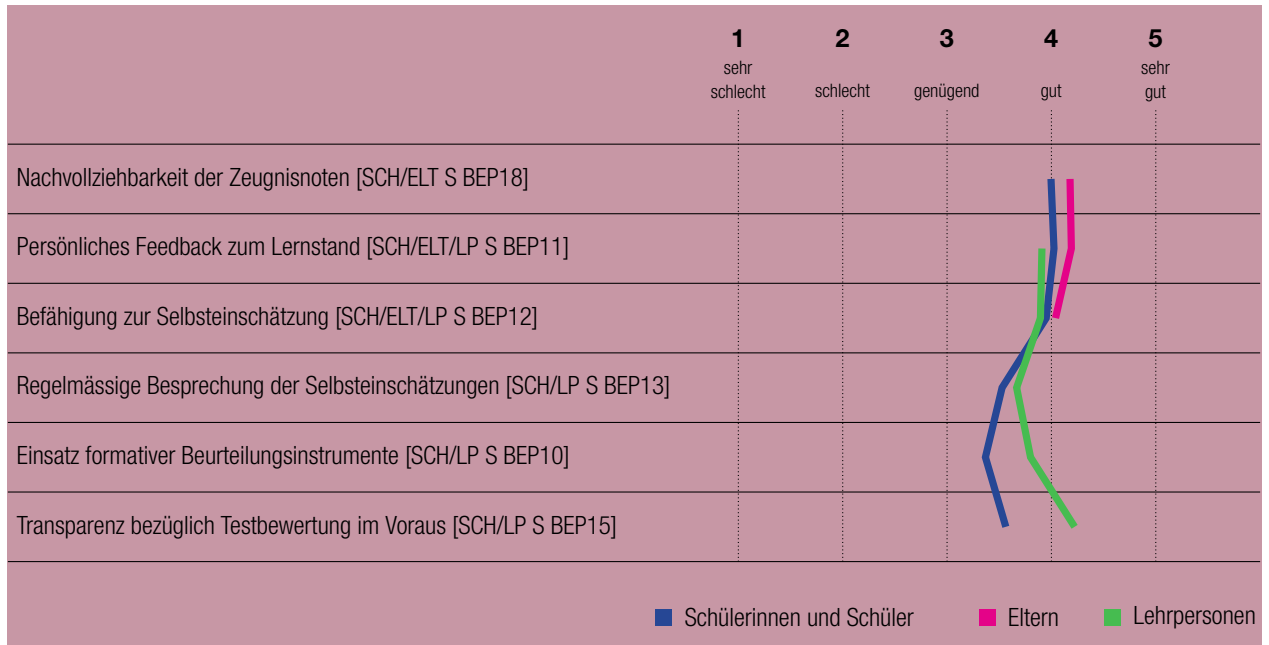 1 2 3 4 5
sehr schlecht schlecht genügend gut sehr gut
Nachvollziehbarkeit der Zeugnisnoten [SCH/ELT S BEP18]
Persönliches Feedback zum Lernstand [SCH/ELT/LP S BEP11]
Befähigung zur Selbsteinschätzung [SCH/ELT/LP S BEP12]
Regelmässige Besprechung der Selbsteinschätzungen [SCH/LP S BEP13]
Einsatz formativer Beurteilungsinstrumente [SCH/LP S BEP10]
Transparenz bezüglich Testbewertung im Voraus [SCH/LP S BEP15]
Schülerinnen und Schüler Eltern Lehrpersonen